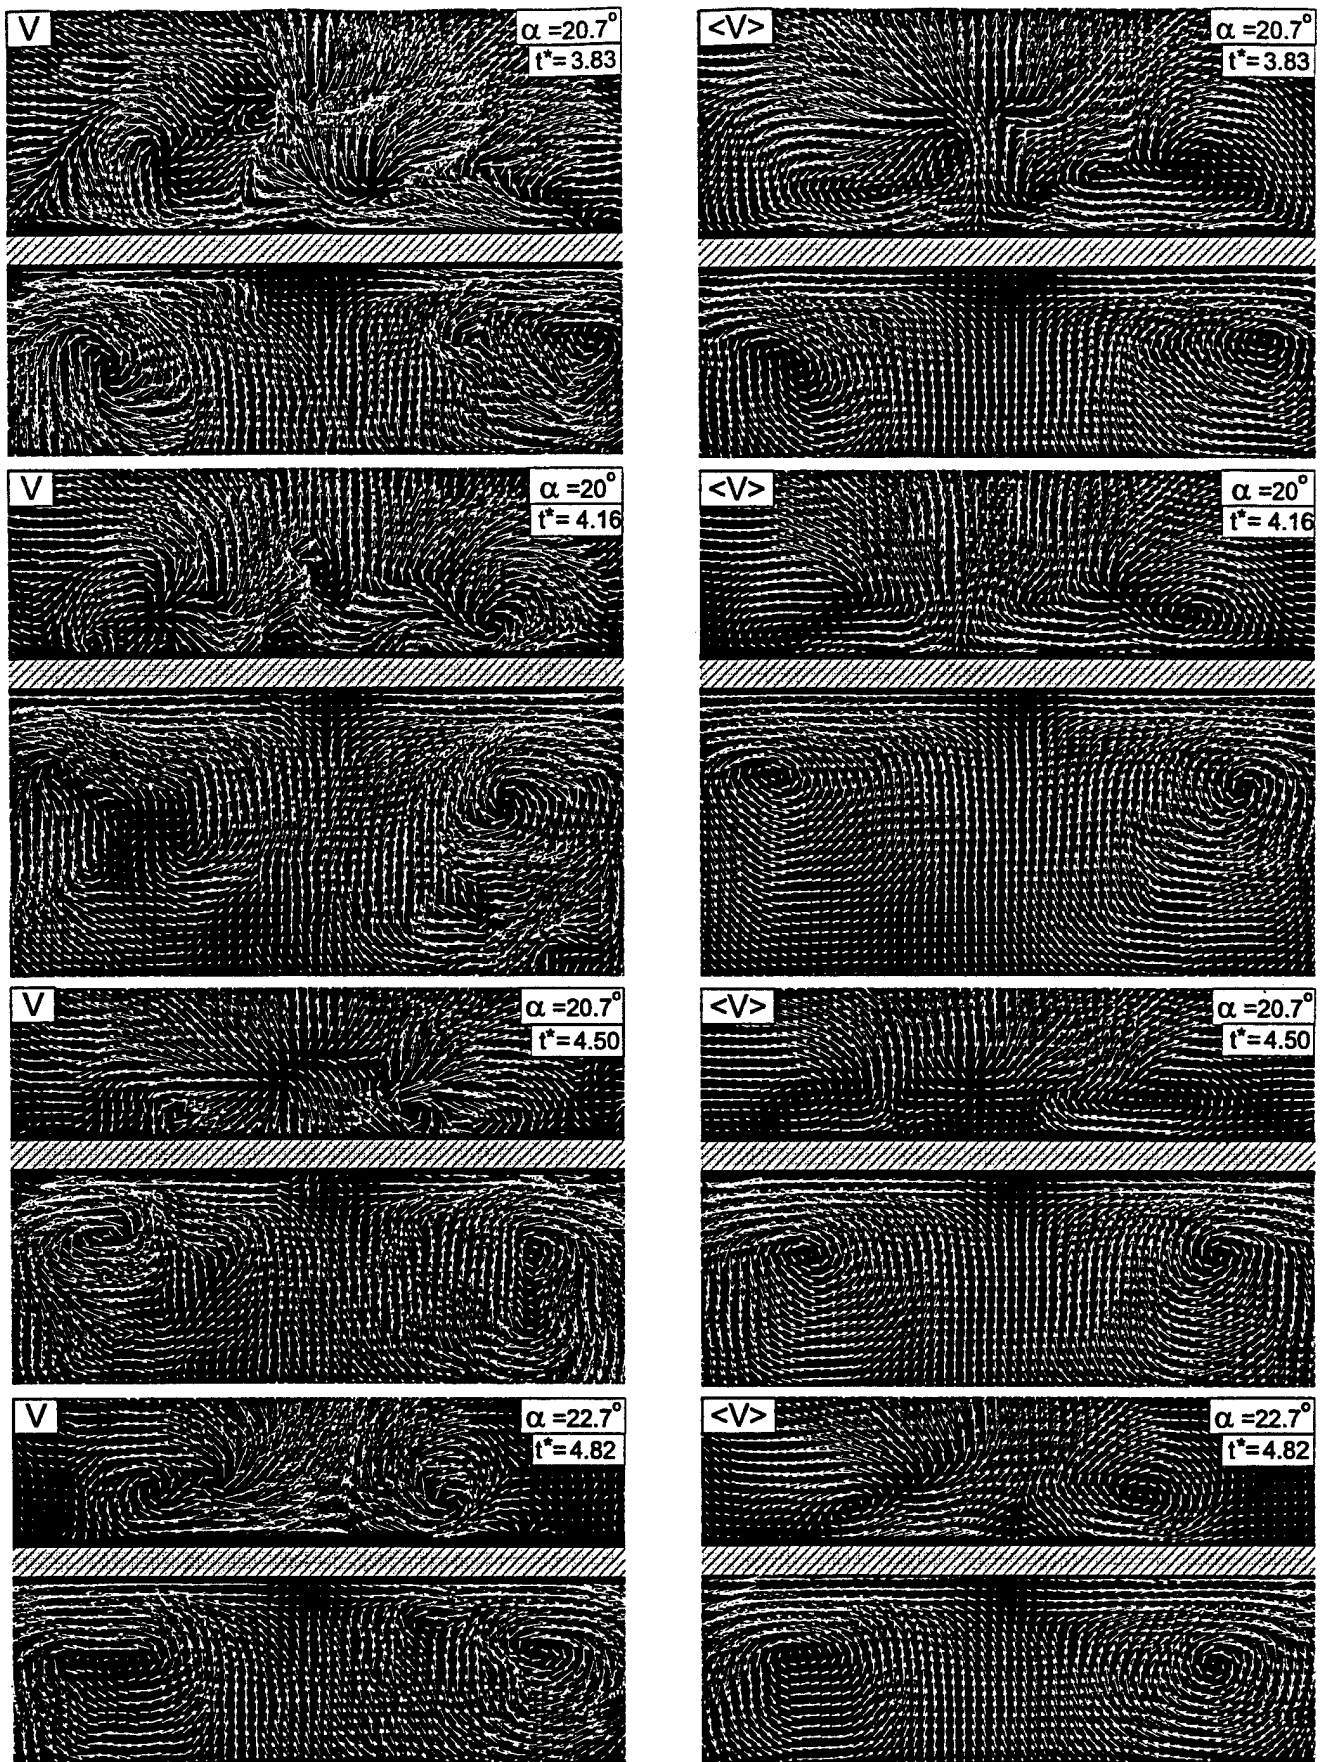 V
α =20.7°
t*= 3.83
<V>
α =20.7°
t*= 3.83
V
α =20°
t*= 4.16
<V>
α =20°
t*= 4.16
V
α =20.7°
t*= 4.50
<V>
α =20.7°
t*= 4.50
V
α =22.7°
t*= 4.82
<V>
α =22.7°
t*= 4.82